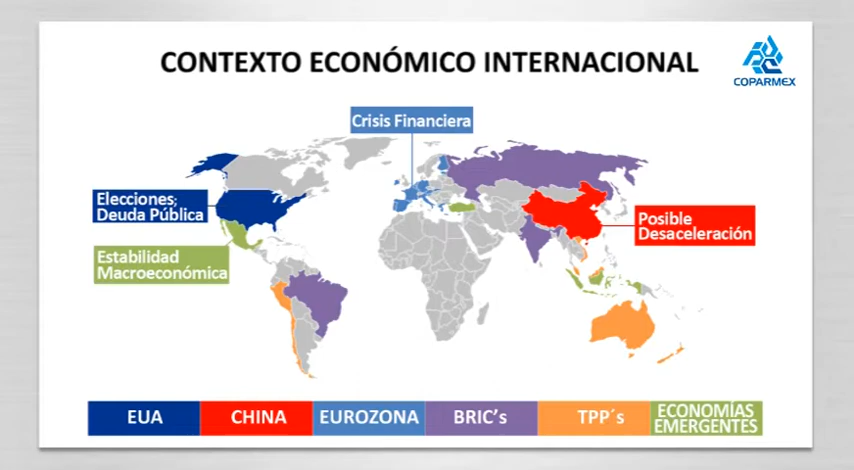 CONTEXTO ECONÓMICO INTERNACIONAL
COPARMEX
Crisis Financiera
Elecciones;
Deuda Pública
Estabilidad
Macroeconómica
Posible
Desaceleración
EUA
CHINA
EUROZONA
BRIC’s
TPP´s
ECONOMÍAS
EMERGENTES